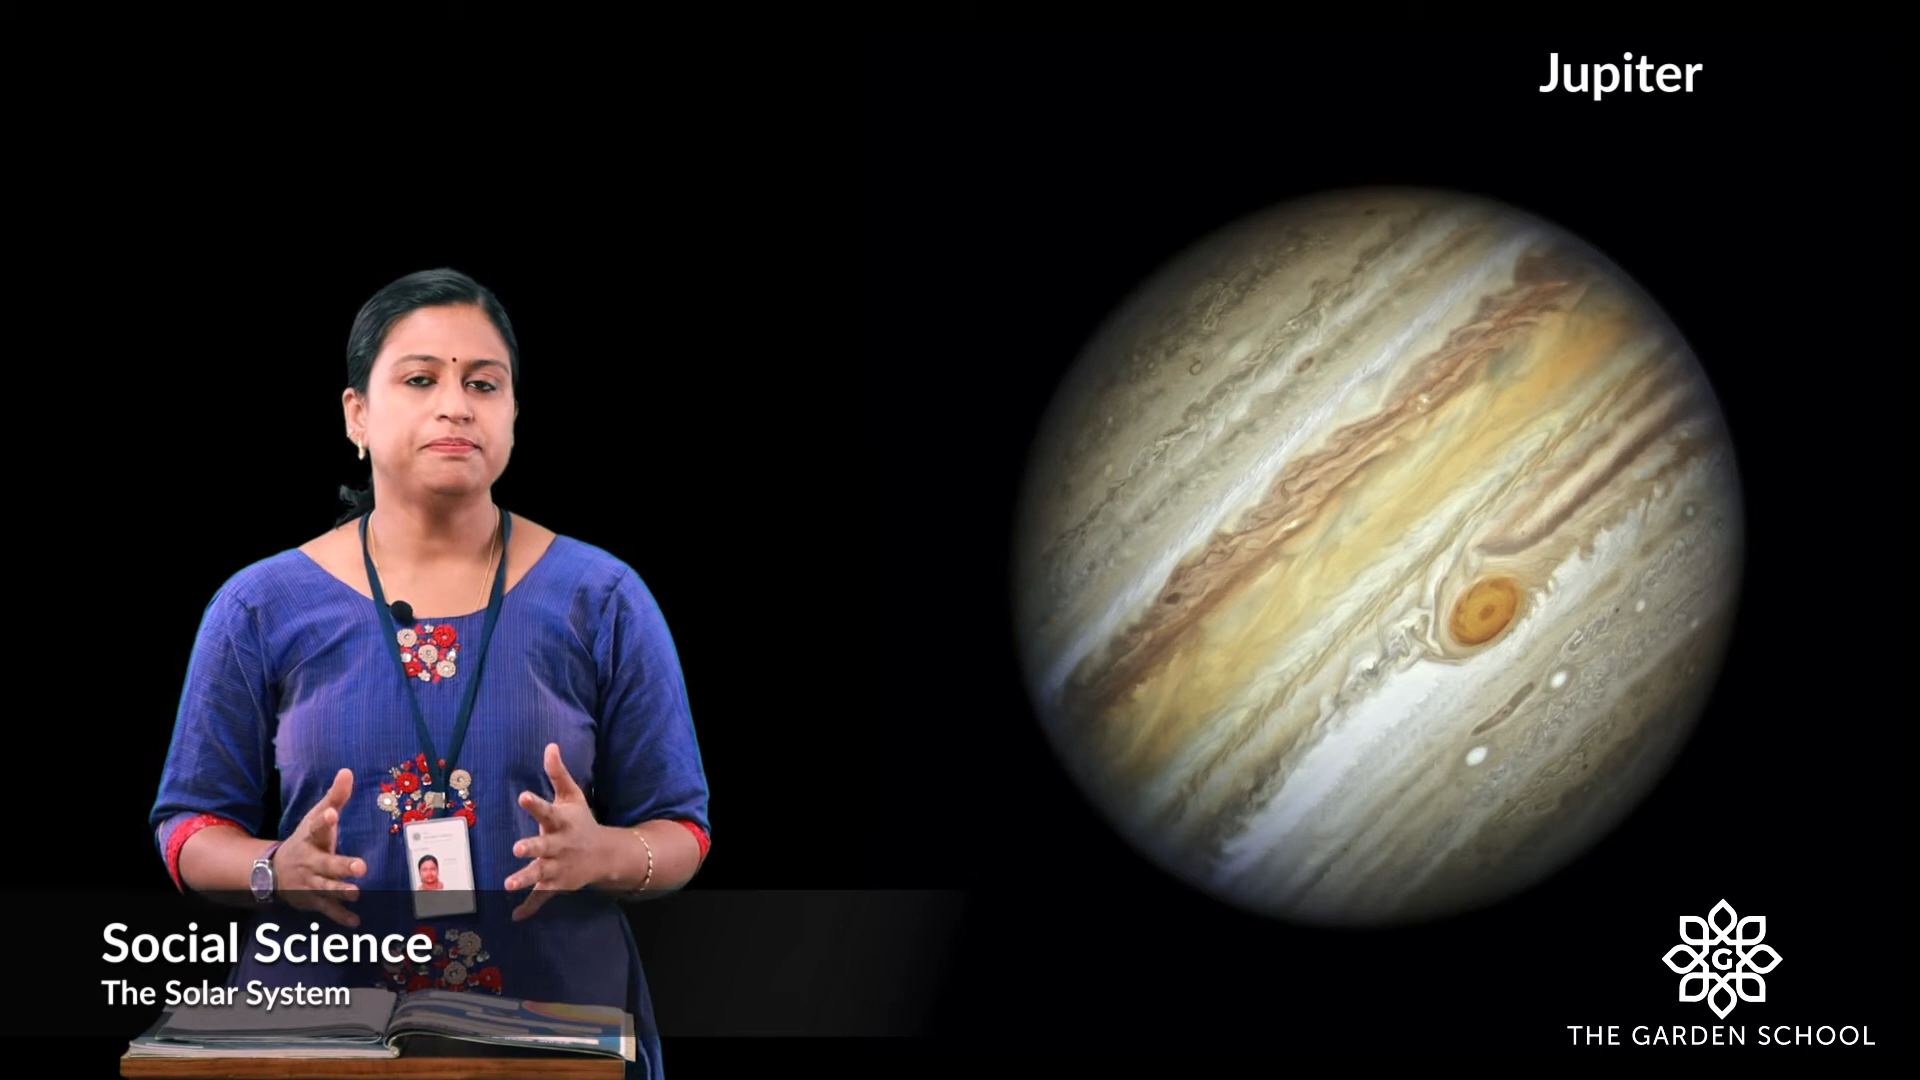 Jupiter
Social Science
The Solar System
G
THE GARDEN SCHOOL